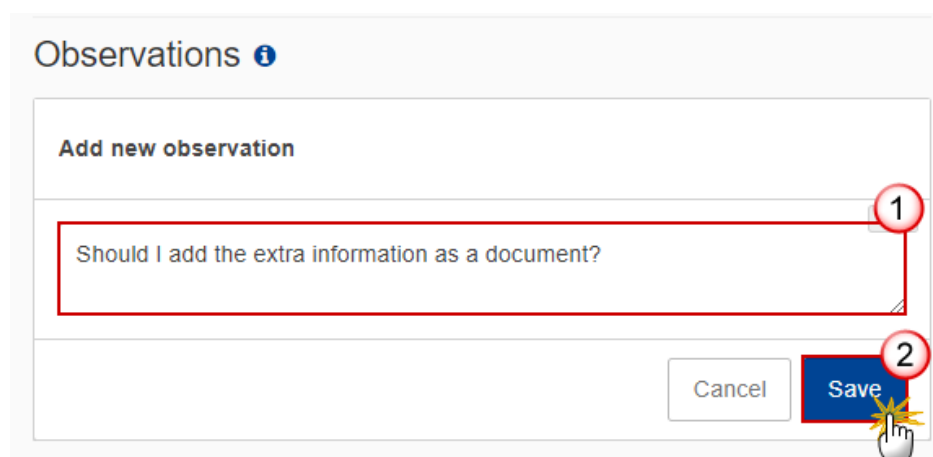 Observations
Add new observation
1
Should I add the extra information as a document?
2
Cancel Save